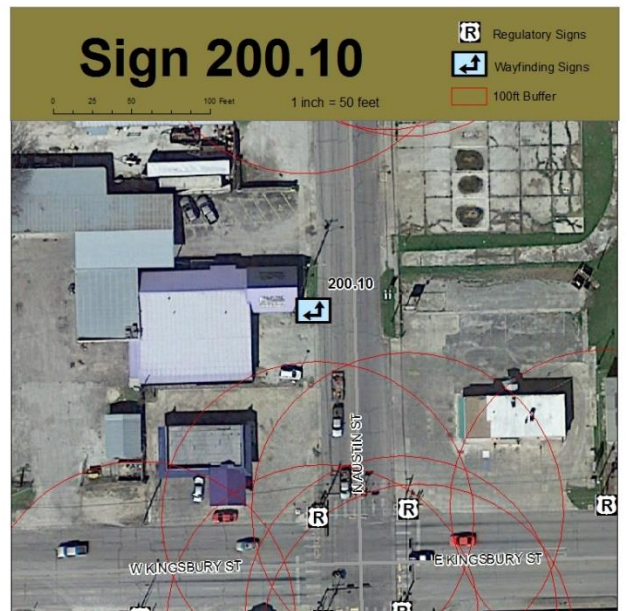 Sign 200.10
R Regulatory Signs
Wayfinding Signs
100ft Buffer
0 25 50 100 Feet
1 inch = 50 feet
200.10
N AUSTIN ST
R
R
R
W KINGSBURY ST
E KINGSBURY ST
R
R